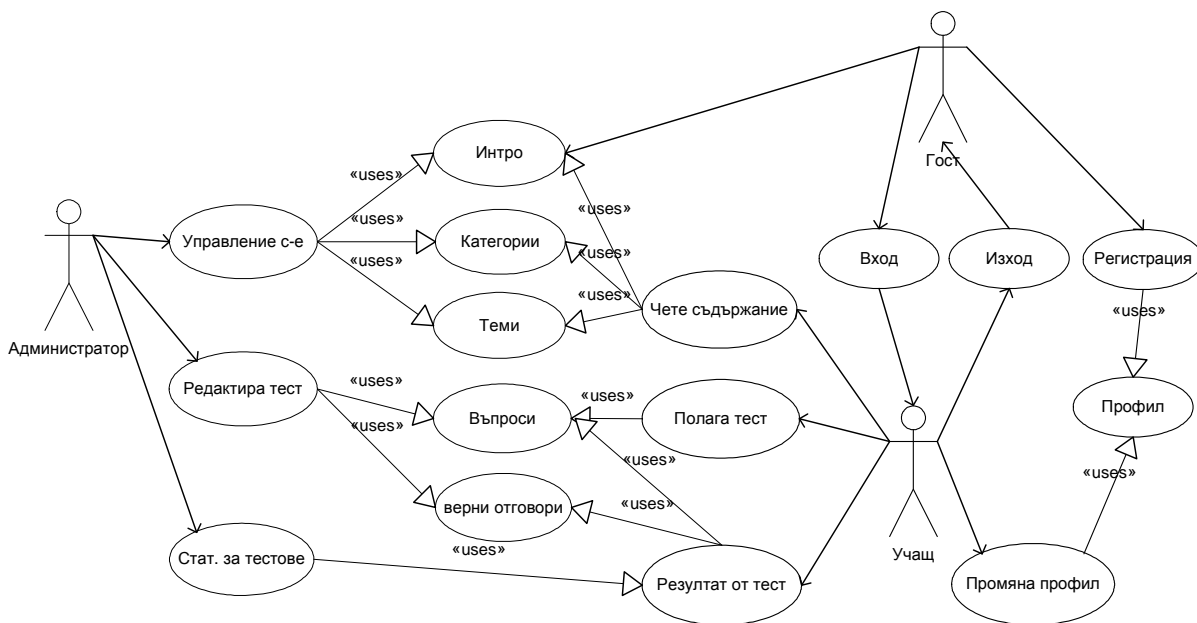 Гост
Интро
«uses»
«uses»
«uses»
Управление с-е
Категории
«uses»
Вход
Изход
Регистрация
«uses»
«uses»
«uses»
Теми
Чете съдържание
Администратор
Редактира тест
«uses»
Въпроси
«uses»
Полага тест
Профил
«uses»
«uses»
«uses»
верни отговори
«uses»
«uses»
Стат. за тестове
Учащ
Резултат от тест
Промяна профил